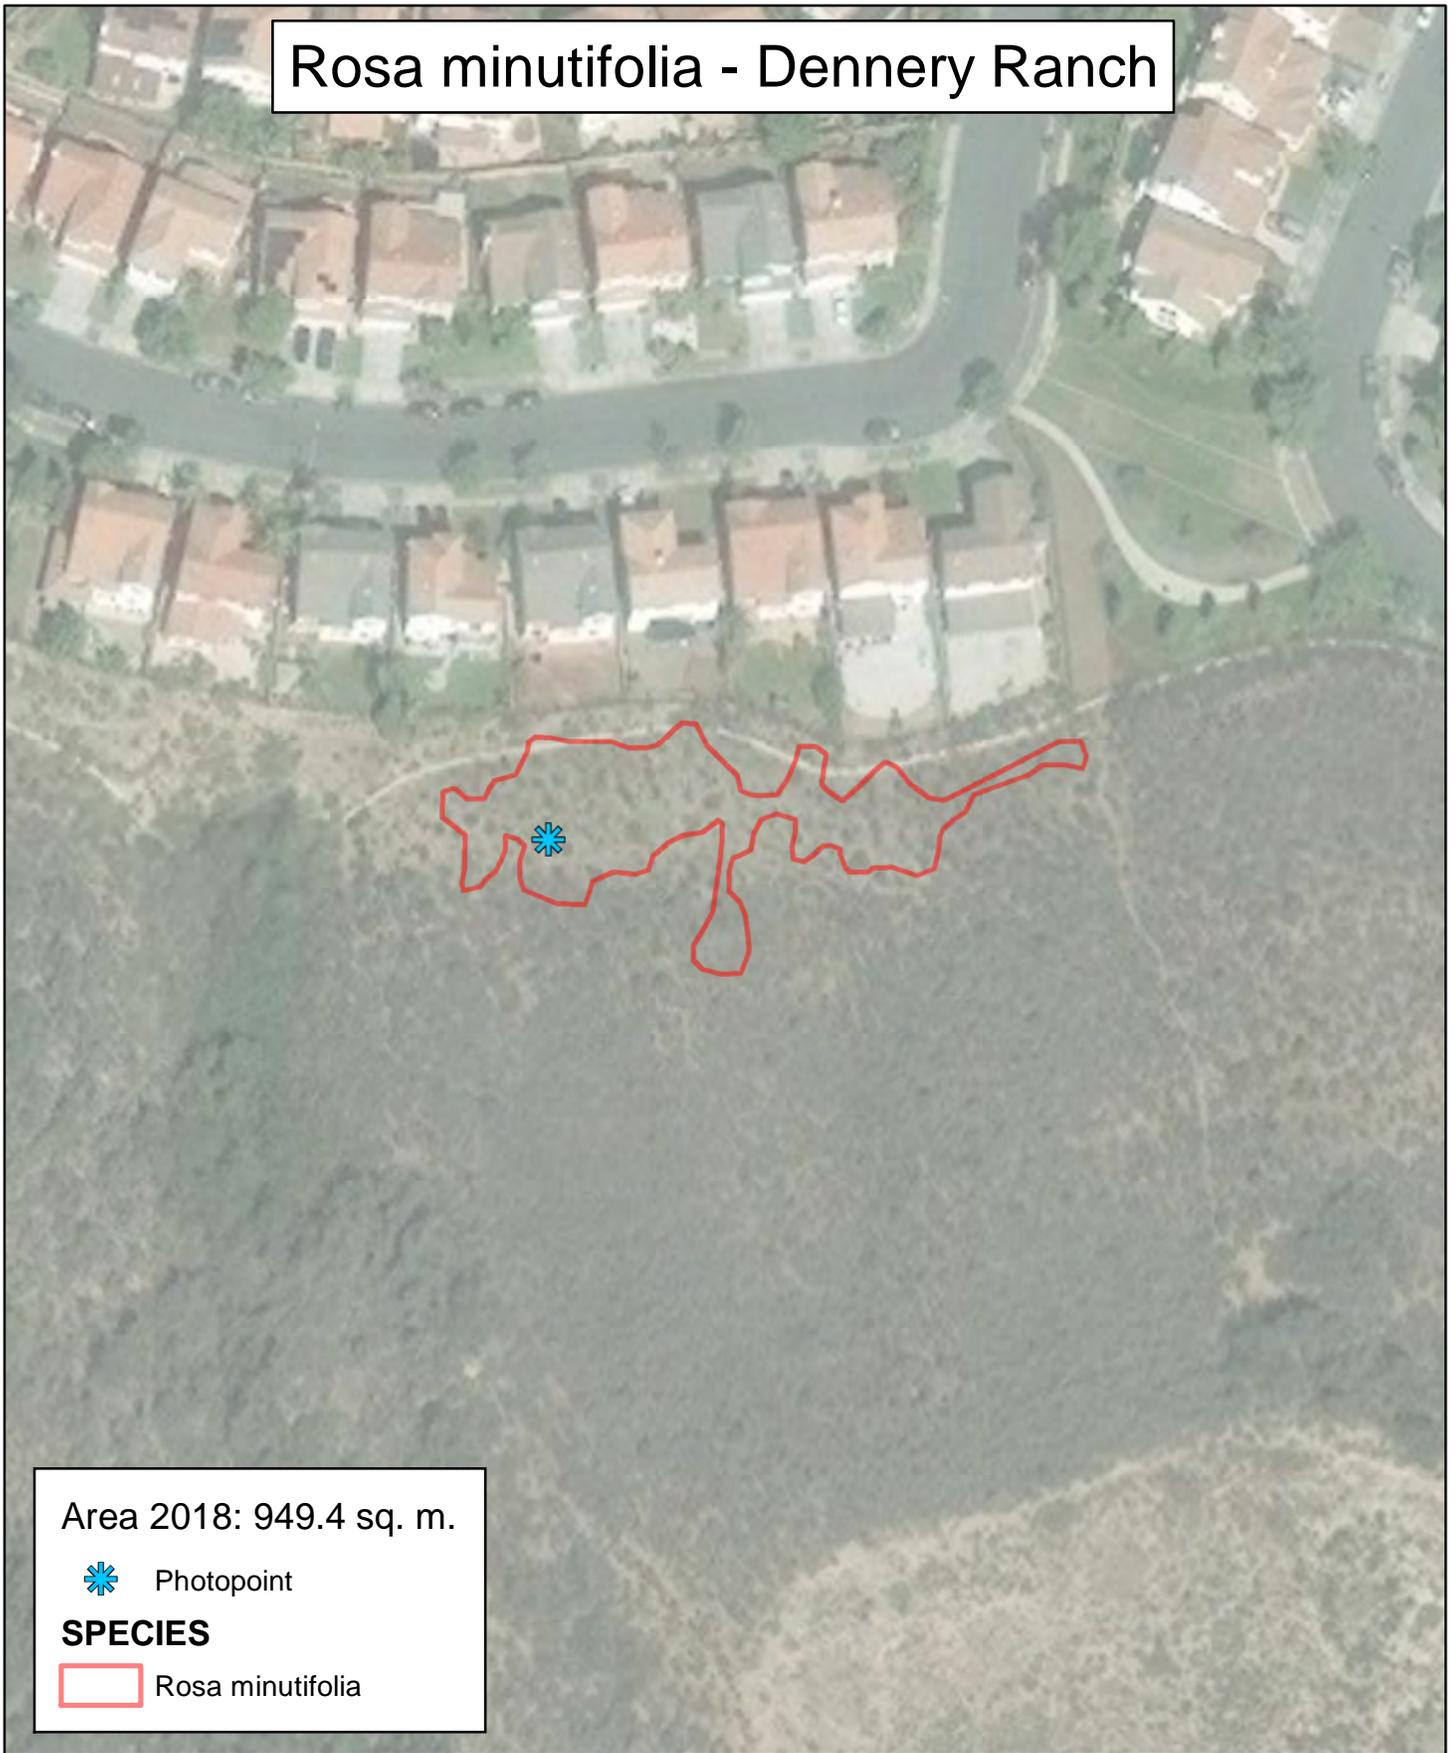 Rosa minutifolia - Dennery Ranch
Area 2018: 949.4 sq. m.
Photopoint
SPECIES
Rosa minutifolia